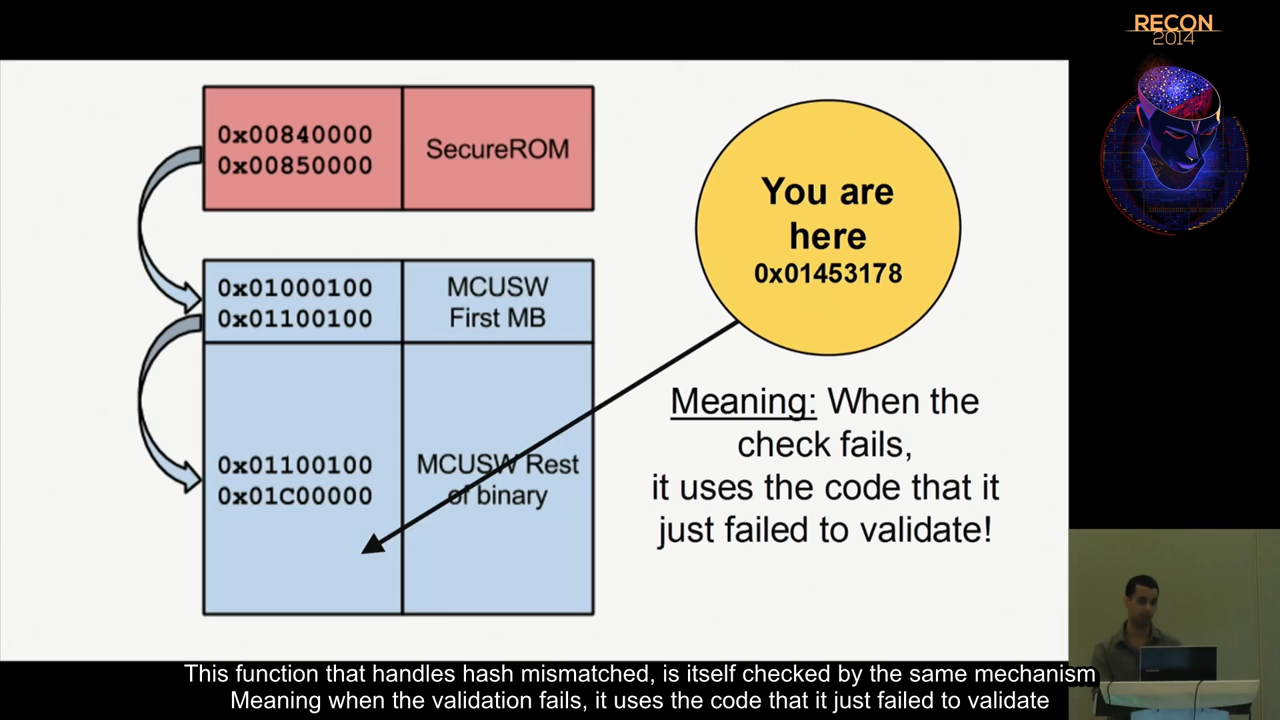 RECON
2014
0x00840000
0x00850000
SecureROM
0x01000100
0x01100100
MCUSW
First MB
0x01100100
0x01C00000
MCUSW Rest
of binary
You are
here
0x01453178
Meaning: When the
check fails,
it uses the code that it
just failed to validate!
This function that handles hash mismatched, is itself checked by the same mechanism
Meaning when the validation fails, it uses the code that it just failed to validate